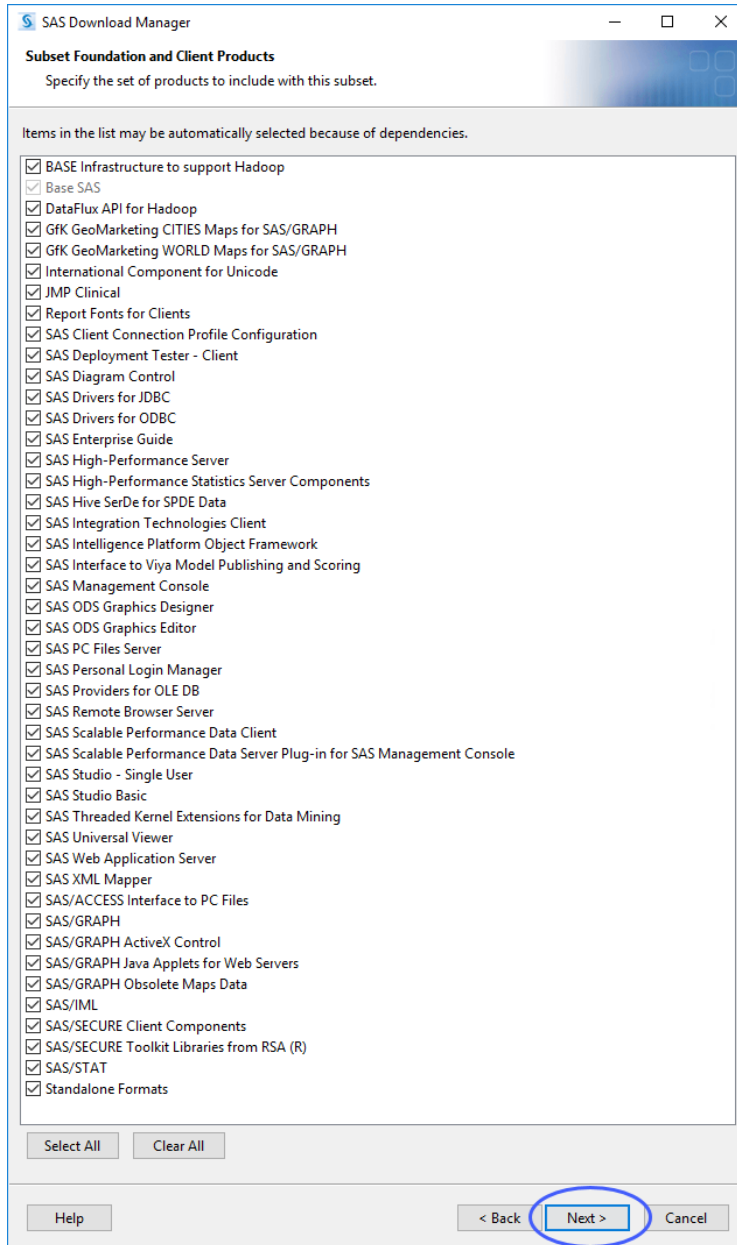 SAS Download Manager
Subset Foundation and Client Products
Specify the set of products to include with this subset.
Items in the list may be automatically selected because of dependencies.
BASE Infrastructure to support Hadoop
Base SAS
DataFlux API for Hadoop
GfK GeoMarketing CITIES Maps for SAS/GRAPH
GfK GeoMarketing WORLD Maps for SAS/GRAPH
International Component for Unicode
JMP Clinical
Report Fonts for Clients
SAS Client Connection Profile Configuration
SAS Deployment Tester - Client
SAS Diagram Control
SAS Drivers for JDBC
SAS Drivers for ODBC
SAS Enterprise Guide
SAS High-Performance Server
SAS High-Performance Statistics Server Components
SAS Hive SerDe for SPDE Data
SAS Integration Technologies Client
SAS Intelligence Platform Object Framework
SAS Interface to Viya Model Publishing and Scoring
SAS Management Console
SAS ODS Graphics Designer
SAS ODS Graphics Editor
SAS PC Files Server
SAS Personal Login Manager
SAS Providers for OLE DB
SAS Remote Browser Server
SAS Scalable Performance Data Client
SAS Scalable Performance Data Server Plug-in for SAS Management Console
SAS Studio - Single User
SAS Studio Basic
SAS Threaded Kernel Extensions for Data Mining
SAS Universal Viewer
SAS Web Application Server
SAS XML Mapper
SAS/ACCESS Interface to PC Files
SAS/GRAPH
SAS/GRAPH ActiveX Control
SAS/GRAPH Java Applets for Web Servers
SAS/GRAPH Obsolete Maps Data
SAS/IML
SAS/SECURE Client Components
SAS/SECURE Toolkit Libraries from RSA (R)
SAS/STAT
Standalone Formats
Select All Clear All
Help < Back Next > Cancel